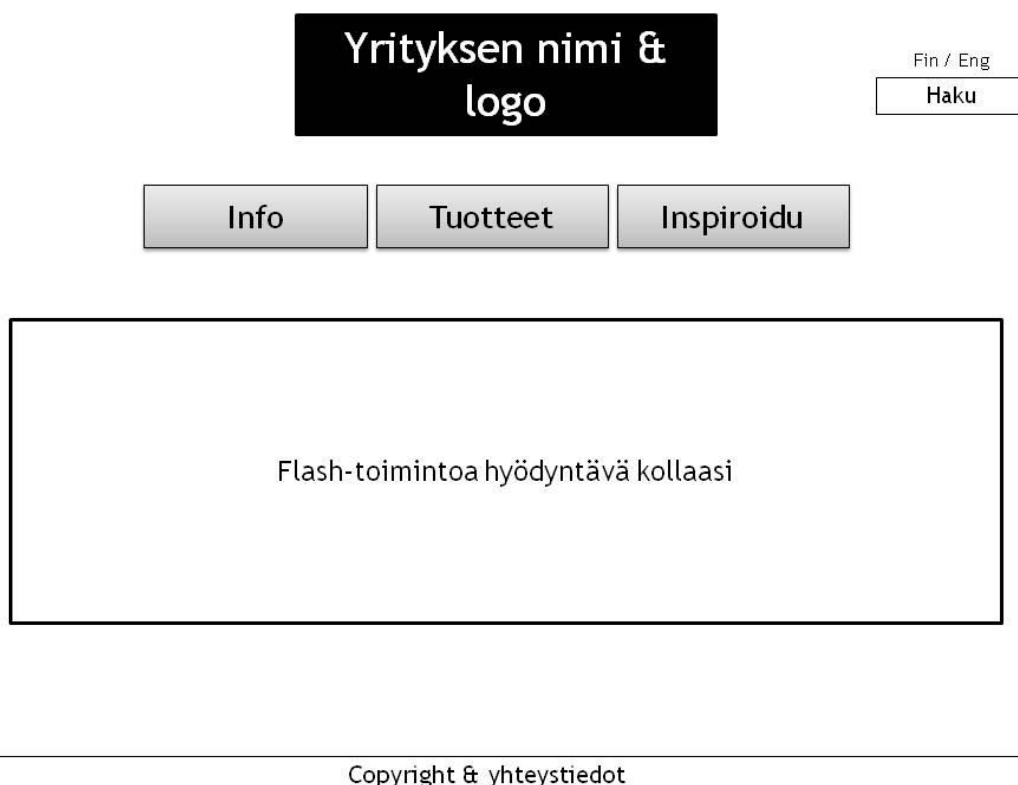 Yrityksen nimi &
logo
Fin / Eng
Haku
Info
Tuotteet
Inspiroidu
Flash-toimintoa hyödyntävä kollaasi
Copyright & yhteystiedot